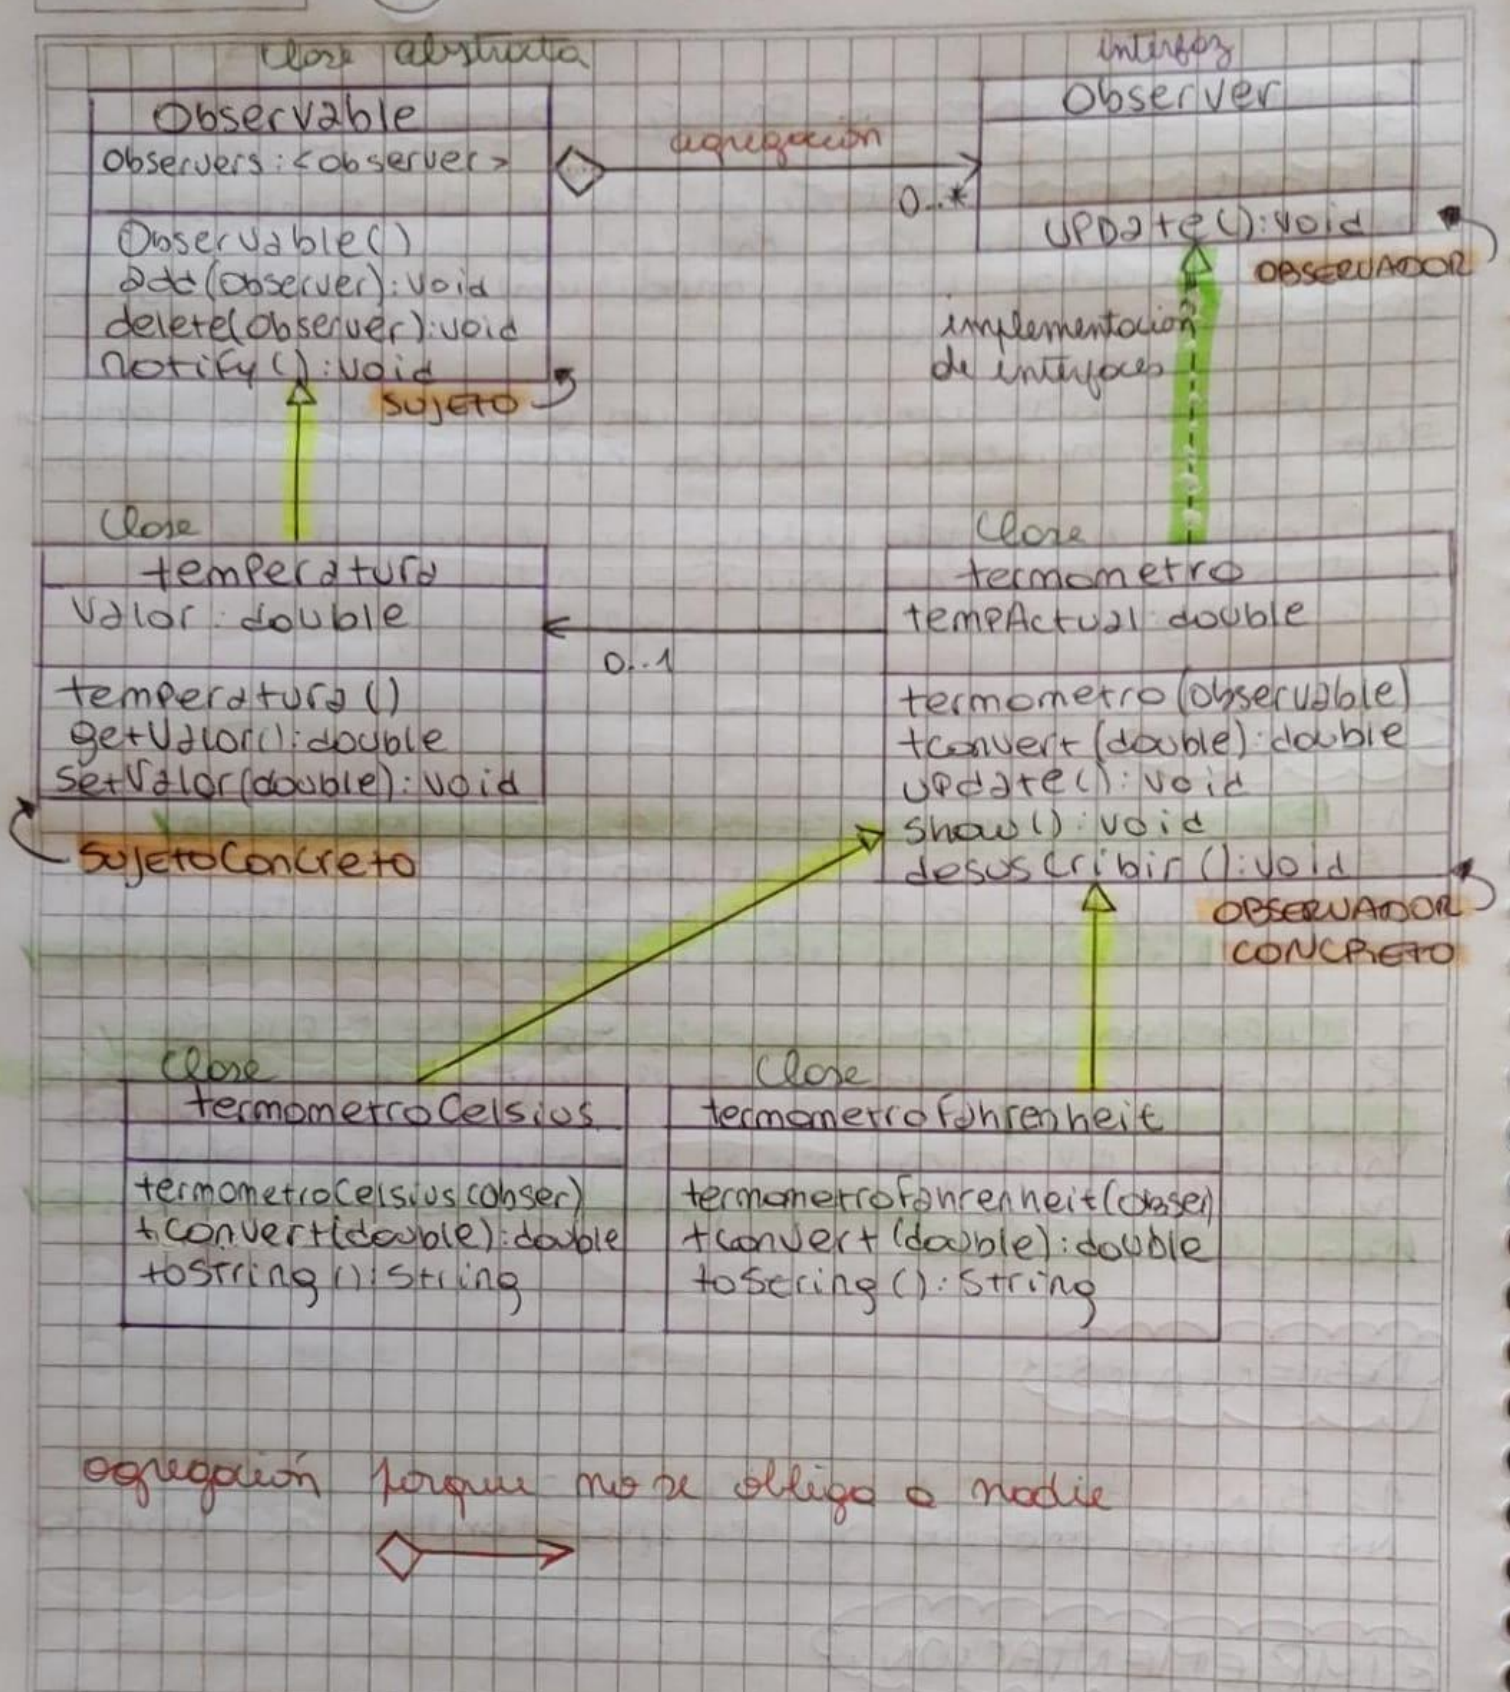 Clase abstracta
Observable
observers: <observer>
Observable()
add(observer): void
delete(observer): void
notify(): void
SUJETO
agregación
0..*
interfaz
Observer
UPDate(): void
OBSERVADOR
implementación
de interfaces
Clase
temperatura
valor: double
temperatura()
getValor(): double
setValor(double): void
SujetoConcreto
0..1
Clase
termometro
tempActual: double
termometro(observable)
+convert(double): double
update(): void
show(): void
desuscribir(): void
OBSERVADOR
CONCRETO
Clase
termometroCelsius
termometroCelsius(obser)
+convert(double): double
toString(): String
Clase
termometroFahrenheit
termometroFahrenheit(obser)
+convert(double): double
toString(): String
agregación porque no se obliga a nadie